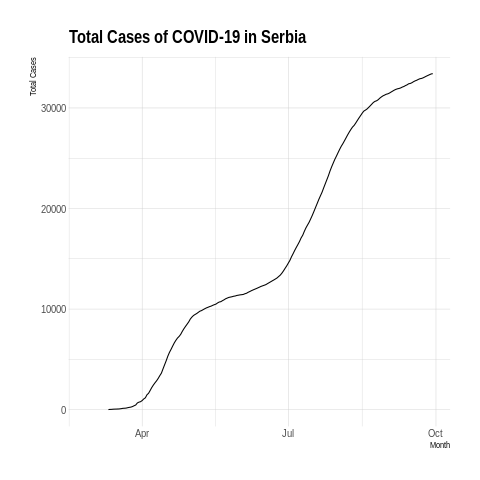 Total Cases of COVID-19 in Serbia
Total Cases
30000
20000
10000
0
Apr Jul Oct
Month